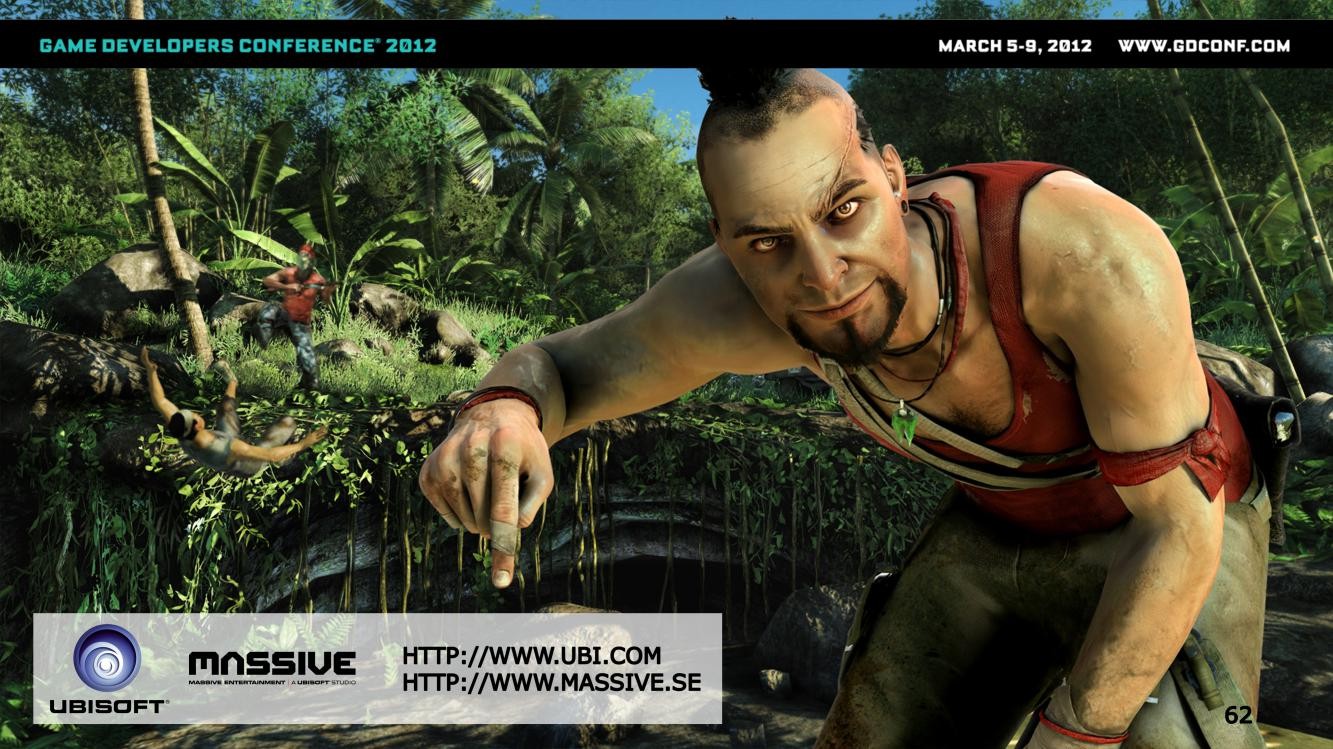 GAME DEVELOPERS CONFERENCE® 2012
MARCH 5-9, 2012 WWW.GDCONF.COM
UBISOFT®
MASSIVE
MASSIVE ENTERTAINMENT | A UBISOFT STUDIO
HTTP://WWW.UBI.COM
HTTP://WWW.MASSIVE.SE
62